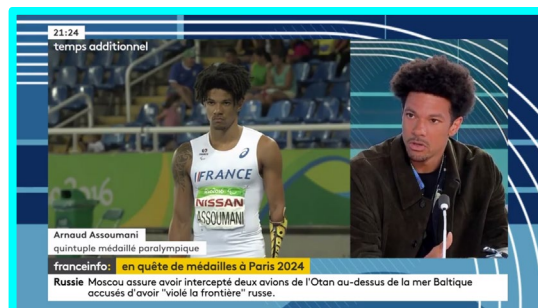 21:24
temps additionnel
2016
FRANCE
NISSAN
ASSOUMANI
Arnaud Assoumani
quintuple médaillé paralympique
franceinfo: en quête de médailles à Paris 2024
Russie Moscou assure avoir intercepté deux avions de l'Otan au-dessus de la mer Baltique
accusés d'avoir "violé la frontière" russe.